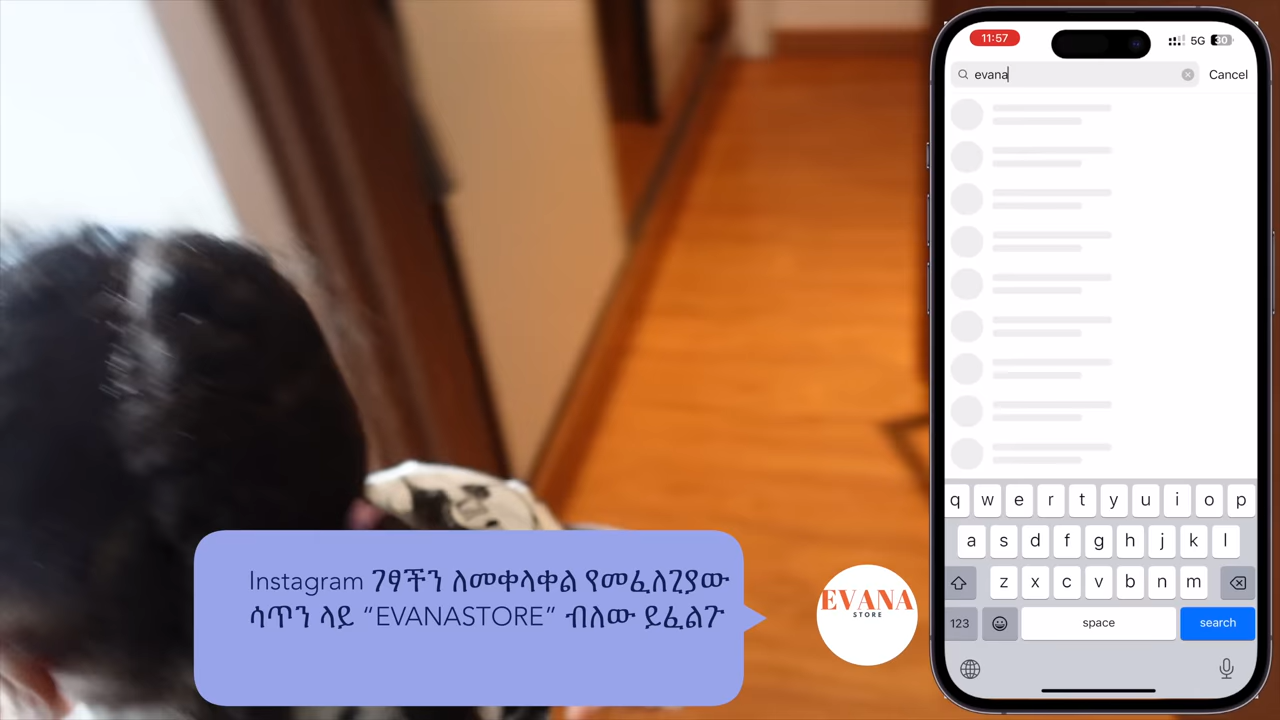 11:57
5G
30
evana
Cancel
Instagram ገፃችን ለመቀላቀል የመፈለጊያው
ሳጥን ላይ “EVANASTORE” ብለው ይፈልጉ
EVANA
STORE
q w e r t y u i o p
a s d f g h j k l
z x c v b n m
123
space
search